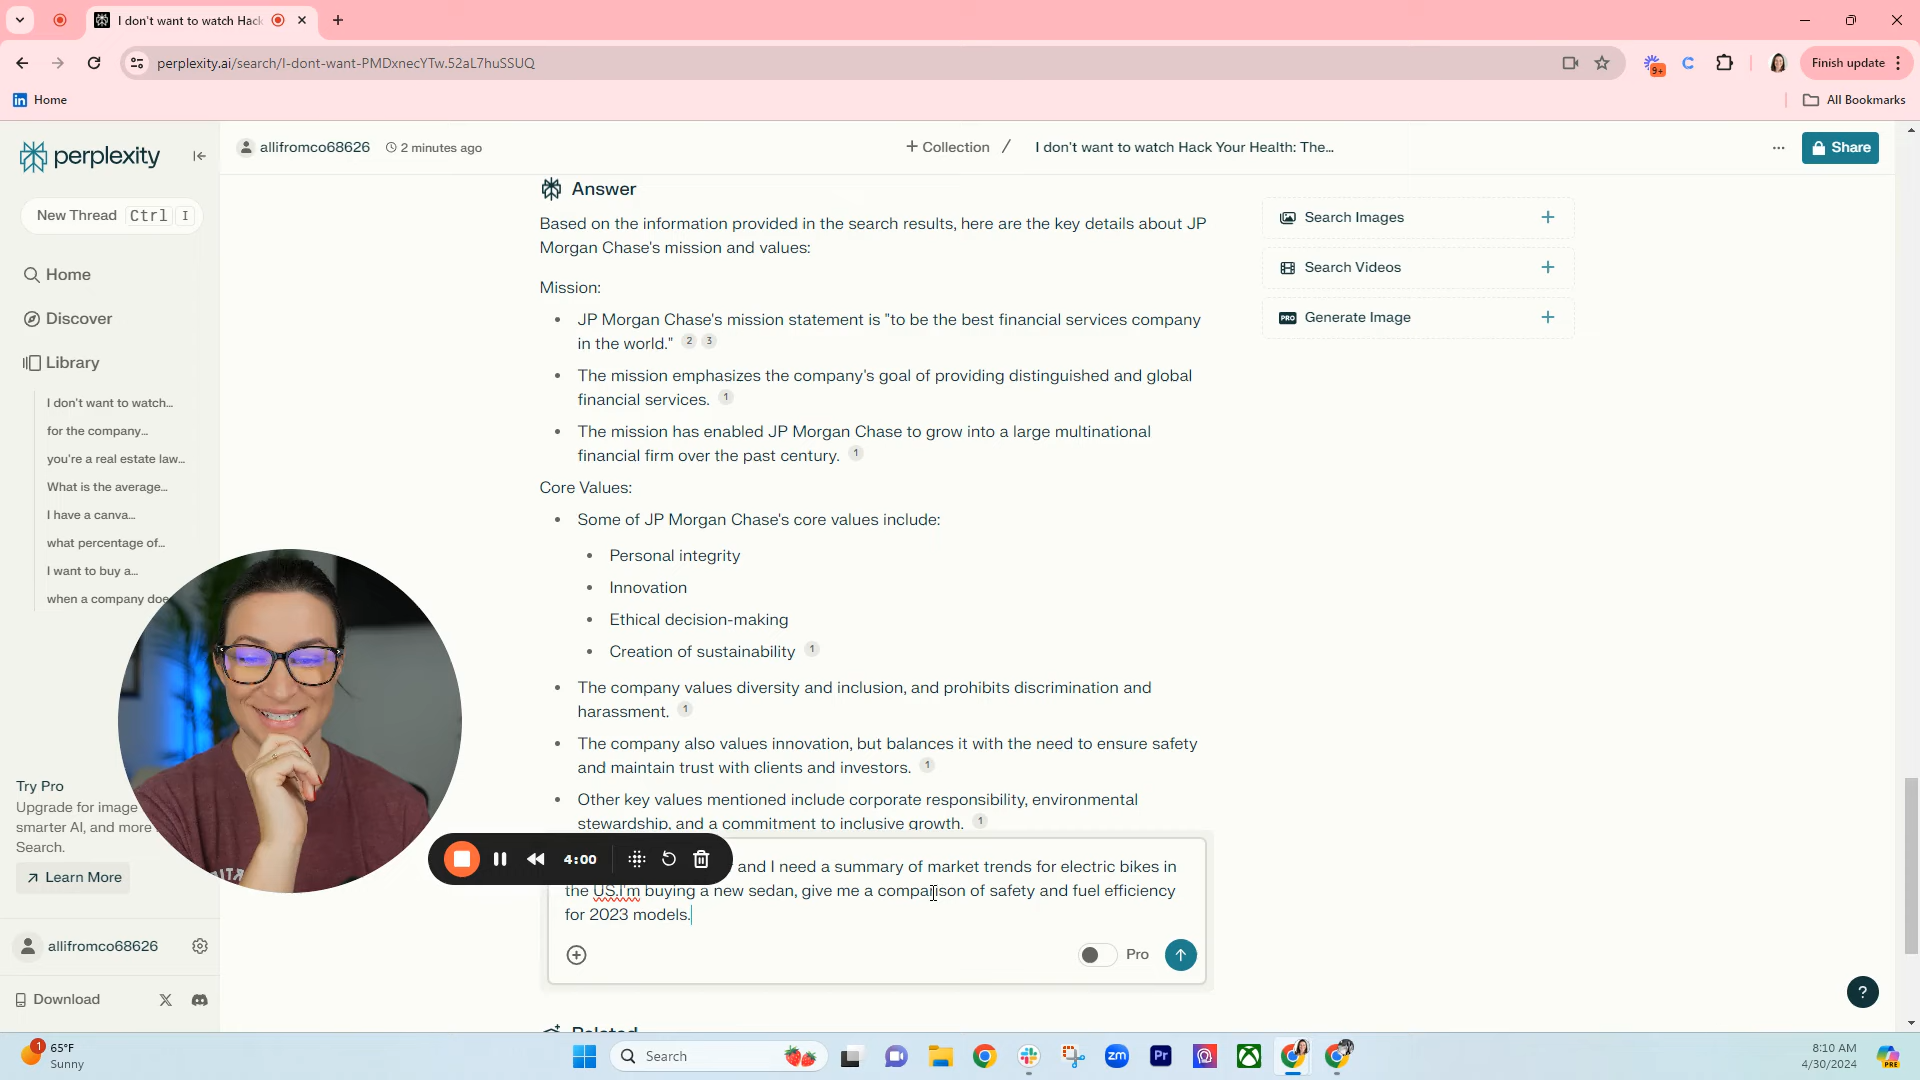 I don't want to watch Hack
perplexity.ai/search/I-dont-want-PMDxnecYTw.52aL7huSSUQ
9+
Finish update
Home
All Bookmarks
perplexity
allifromco68626
2 minutes ago
Collection
/
I don't want to watch Hack Your Health: The...
Share
New Thread
Ctrl
I
Home
Discover
Library
I don't want to watch...
for the company...
you're a real estate law...
What is the average...
I have a canva...
what percentage of...
I want to buy a...
when a company doe
Try Pro
Upgrade for image
smarter AI, and more
Search.
Learn More
allifromco68626
Download
Answer
Based on the information provided in the search results, here are the key details about JP
Morgan Chase's mission and values:
Mission:
JP Morgan Chase's mission statement is "to be the best financial services company
in the world." 2 3
The mission emphasizes the company's goal of providing distinguished and global
financial services. 1
The mission has enabled JP Morgan Chase to grow into a large multinational
financial firm over the past century. 1
Core Values:
Some of JP Morgan Chase's core values include:
Personal integrity
Innovation
Ethical decision-making
Creation of sustainability 1
The company values diversity and inclusion, and prohibits discrimination and
harassment. 1
The company also values innovation, but balances it with the need to ensure safety
and maintain trust with clients and investors. 1
Other key values mentioned include corporate responsibility, environmental
stewardship, and a commitment to inclusive growth. 1
Search Images
Search Videos
PRO
Generate Image
4:00
and I need a summary of market trends for electric bikes in
the US.I'm buying a new sedan, give me a comparison of safety and fuel efficiency
for 2023 models.
Pro
?
Related
1
65°F
Sunny
Search
zm
Pr
8:10 AM
4/30/2024
PRE